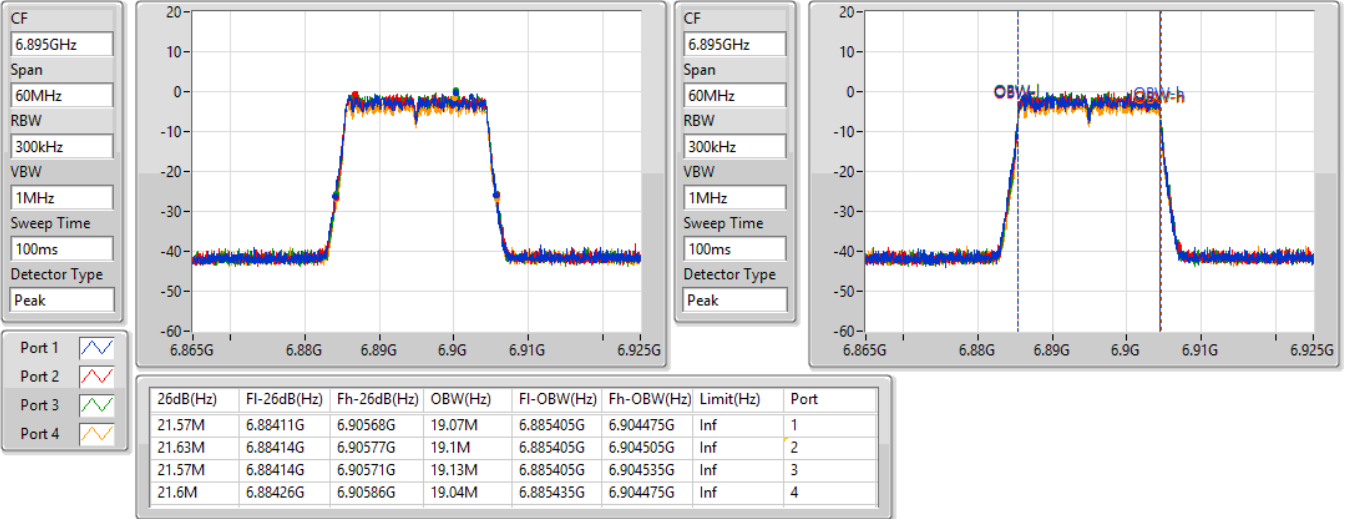 CF
6.895GHz
Span
60MHz
RBW
300kHz
VBW
1MHz
Sweep Time
100ms
Detector Type
Peak
20
10
0
-10
-20
-30
-40
-50
-60
6.865G 6.88G 6.89G 6.9G 6.91G 6.925G
CF
6.895GHz
Span
60MHz
RBW
300kHz
VBW
1MHz
Sweep Time
100ms
Detector Type
Peak
20
10
0
-10
-20
-30
-40
-50
-60
OBW-l OBW-h
6.865G 6.88G 6.89G 6.9G 6.91G 6.925G
Port 1
Port 2
Port 3
Port 4
26dB(Hz) Fl-26dB(Hz) Fh-26dB(Hz) OBW(Hz) Fl-OBW(Hz) Fh-OBW(Hz) Limit(Hz) Port
21.57M 6.88411G 6.90568G 19.07M 6.885405G 6.904475G Inf 1
21.63M 6.88414G 6.90577G 19.1M 6.885405G 6.904505G Inf 2
21.57M 6.88414G 6.90571G 19.13M 6.885405G 6.904535G Inf 3
21.6M 6.88426G 6.90586G 19.04M 6.885435G 6.904475G Inf 4